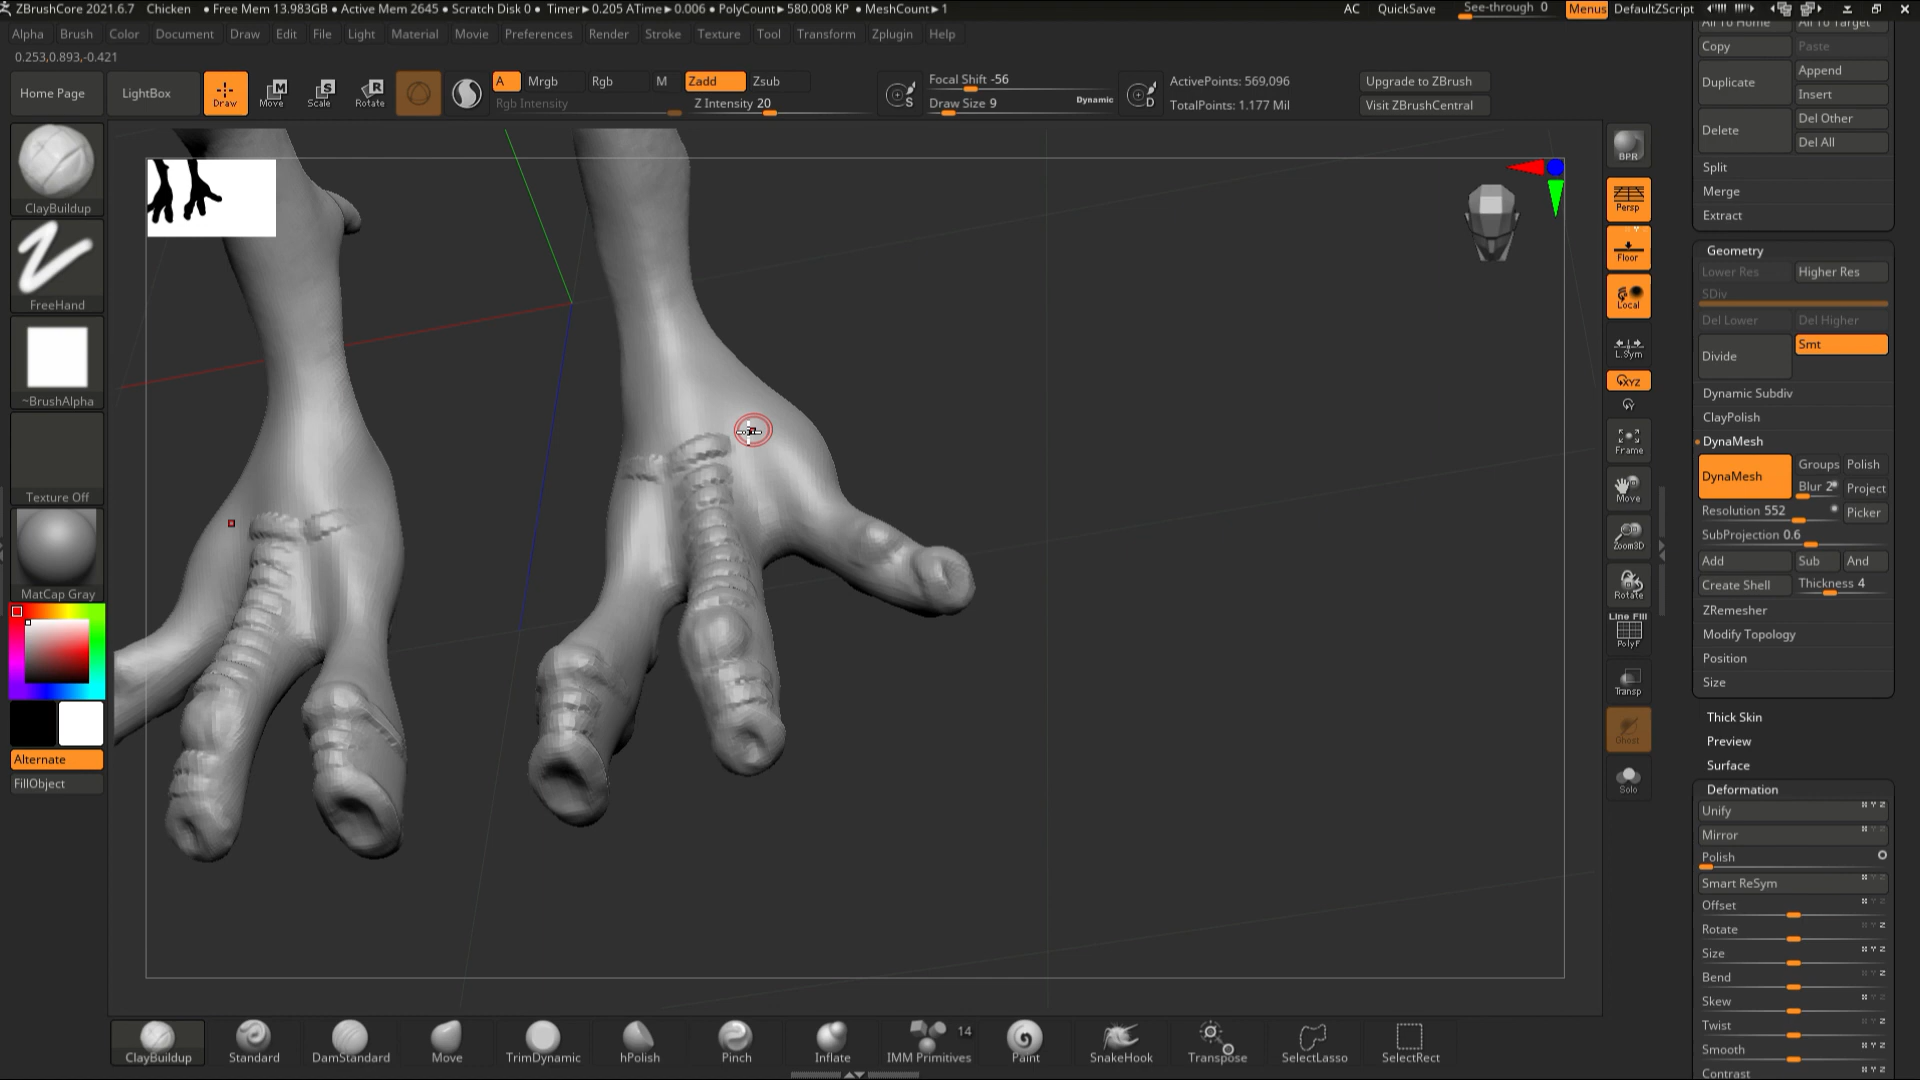 ZBrushCore 2021.6.7 Chicken • Free Mem 13.983GB • Active Mem 2645 • Scratch Disk 0 • Timer▸0.205 ATime▸0.006 • PolyCount▸580.008 KP • MeshCount▸1 AC QuickSave See-through 0 Menus DefaultZScript
Alpha Brush Color Document Draw Edit File Light Material Movie Preferences Render Stroke Texture Tool Transform Zplugin Help
0.253,0.893,-0.421
Home Page LightBox Draw Move Scale Rotate A Mrgb Rgb M Zadd Zsub
Rgb Intensity Z Intensity 20
Focal Shift -56
Draw Size 9 Dynamic
ActivePoints: 569,096
TotalPoints: 1.177 Mil
Upgrade to ZBrush
Visit ZBrushCentral
ClayBuildup
FreeHand
~BrushAlpha
Texture Off
MatCap Gray
Alternate
FillObject
BPR
Persp
Floor
Local
L.Sym
XYZ
Y
Frame
Move
Zoom3D
Rotate
Line Fill
PolyF
Transp
Ghost
Solo
All To Home All To Target
Copy Paste
Duplicate Append
Insert
Delete Del Other
Del All
Split
Merge
Extract
Geometry
Lower Res Higher Res
SDiv
Del Lower Del Higher
Divide Smt
Dynamic Subdiv
ClayPolish
DynaMesh
DynaMesh Groups Polish
Blur 2 Project
Resolution 552 Picker
SubProjection 0.6
Add Sub And
Create Shell Thickness 4
ZRemesher
Modify Topology
Position
Size
Thick Skin
Preview
Surface
Deformation
Unify
Mirror
Polish
Smart ReSym
Offset
Rotate
Size
Bend
Skew
Twist
Smooth
Contrast
ClayBuildup Standard DamStandard Move TrimDynamic hPolish Pinch Inflate IMM Primitives 14 Paint SnakeHook Transpose SelectLasso SelectRect